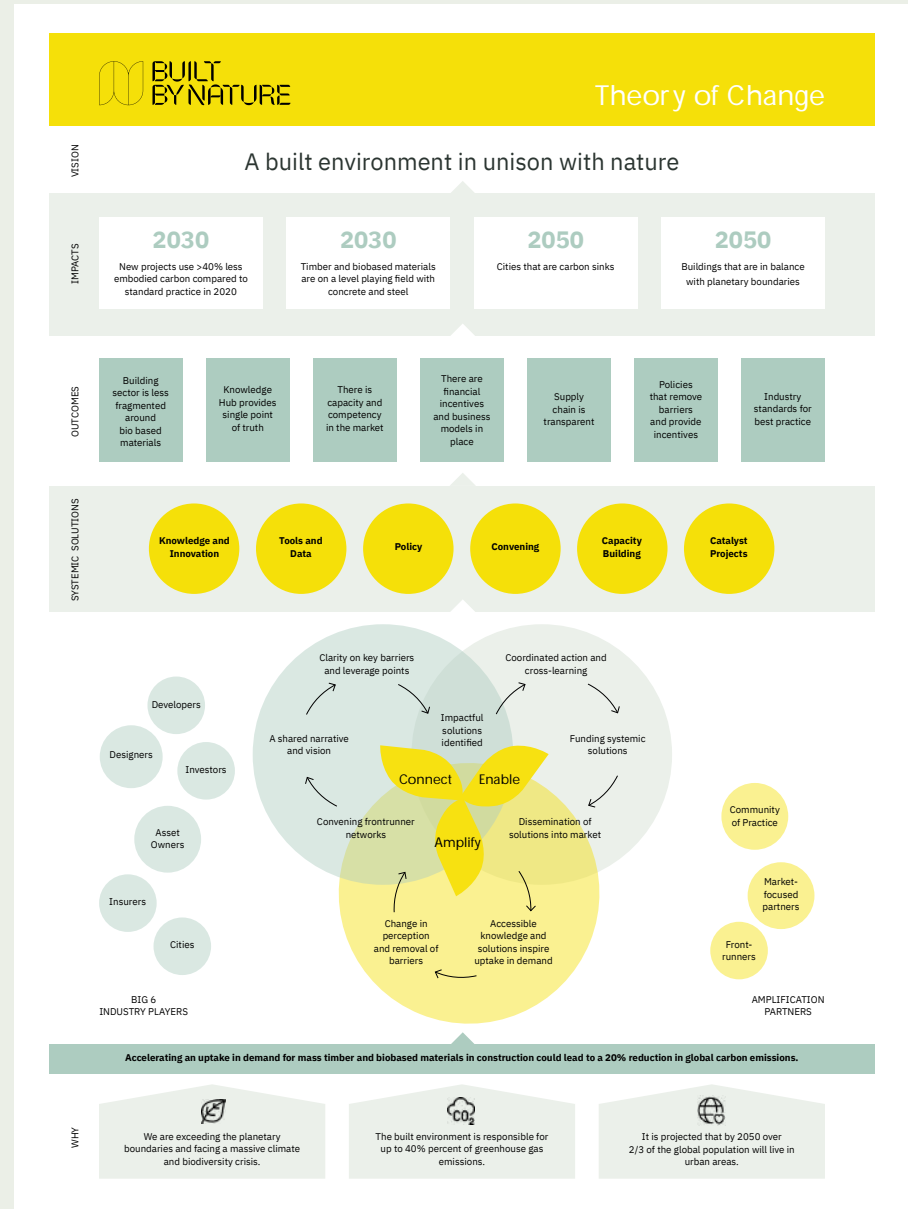 BUILT
BY NATURE
Theory of Change
VISION
A built environment in unison with nature
IMPACTS
2030
New projects use >40% less
embodied carbon compared to
standard practice in 2020
2030
Timber and biobased materials
are on a level playing field with
concrete and steel
2050
Cities that are carbon sinks
2050
Buildings that are in balance
with planetary boundaries
OUTCOMES
Building
sector is less
fragmented
around
bio based
materials
Knowledge
Hub provides
single point
of truth
There is
capacity and
competency
in the market
There are
financial
incentives
and business
models in
place
Supply
chain is
transparent
Policies
that remove
barriers
and provide
incentives
Industry
standards for
best practice
SYSTEMIC SOLUTIONS
Knowledge and
Innovation
Tools and
Data
Policy
Convening
Capacity
Building
Catalyst
Projects
Developers
Designers
Investors
Asset
Owners
Insurers
Cities
BIG 6
INDUSTRY PLAYERS
Clarity on key barriers
and leverage points
Impactful
solutions
identified
A shared narrative
and vision
Convening frontrunner
networks
Connect
Enable
Amplify
Coordinated action and
cross-learning
Funding systemic
solutions
Dissemination of
solutions into market
Accessible
knowledge and
solutions inspire
uptake in demand
Change in
perception
and removal of
barriers
Community
of Practice
Market-
focused
partners
Front-
runners
AMPLIFICATION
PARTNERS
Accelerating an uptake in demand for mass timber and biobased materials in construction could lead to a 20% reduction in global carbon emissions.
WHY
We are exceeding the planetary
boundaries and facing a massive climate
and biodiversity crisis.
CO2
The built environment is responsible for
up to 40% percent of greenhouse gas
emissions.
It is projected that by 2050 over
2/3 of the global population will live in
urban areas.